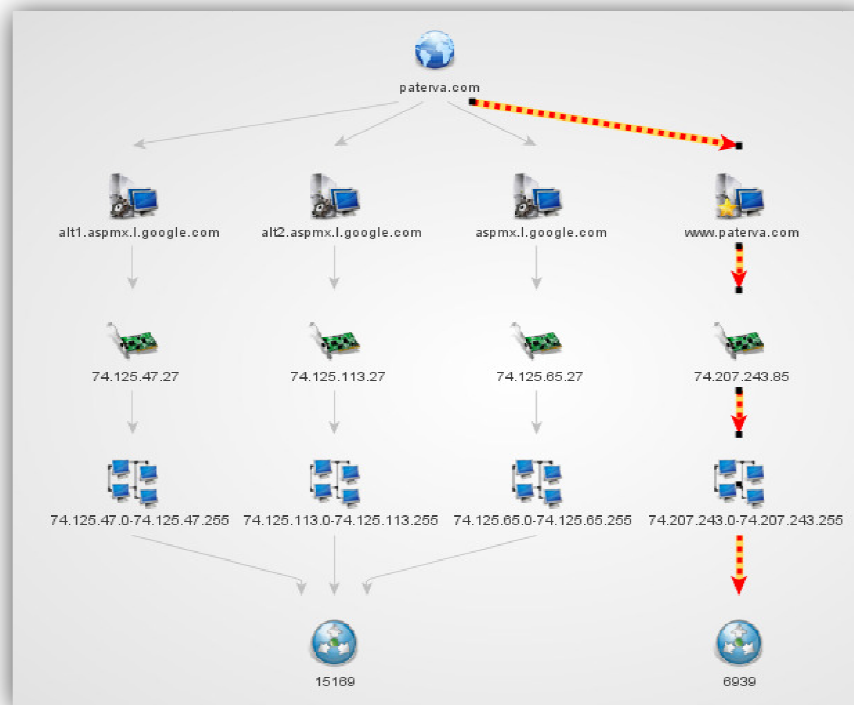 paterva.com
alt1.aspmx.l.google.com alt2.aspmx.l.google.com aspmx.l.google.com www.paterva.com
74.125.47.27 74.125.113.27 74.125.65.27 74.207.243.85
74.125.47.0-74.125.47.255 74.125.113.0-74.125.113.255 74.125.65.0-74.125.65.255 74.207.243.0-74.207.243.255
15169 6939